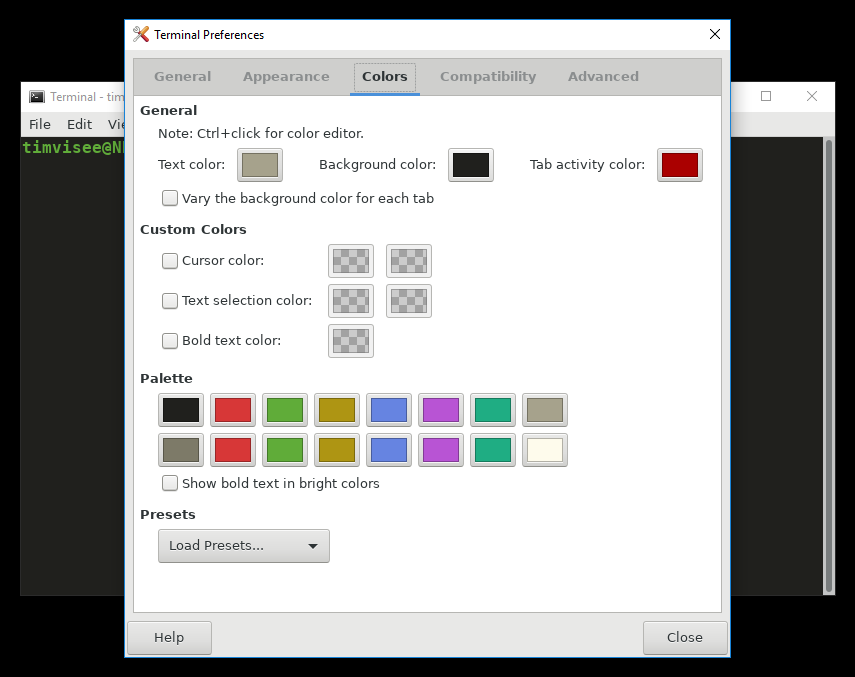 Terminal Preferences
General Appearance Colors Compatibility Advanced
Terminal - tim
File Edit Vie
timvisee@N
General
Note: Ctrl+click for color editor.
Text color: Background color: Tab activity color:
Vary the background color for each tab
Custom Colors
Cursor color:
Text selection color:
Bold text color:
Palette
Show bold text in bright colors
Presets
Load Presets...
Help Close